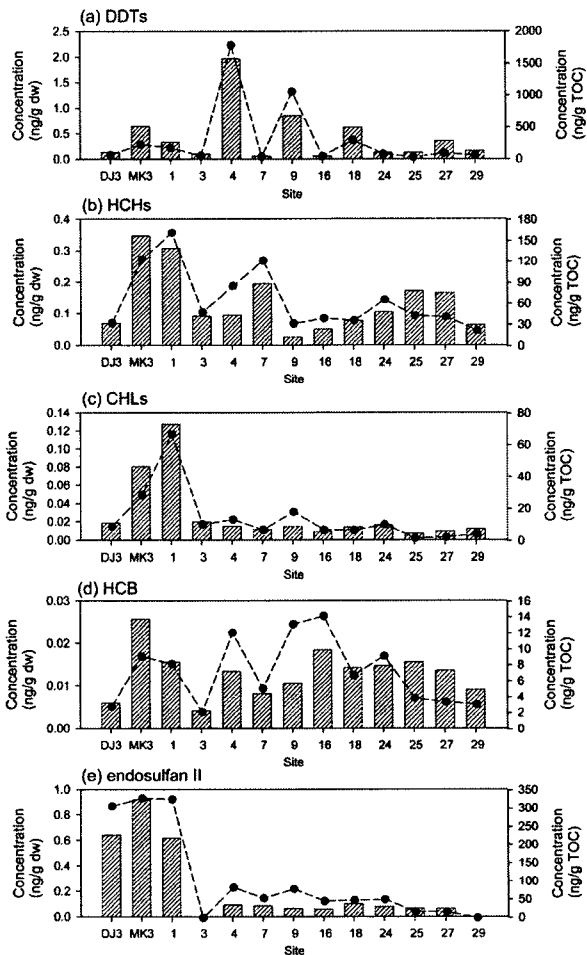 (a) DDTs
Concentration
(ng/g dw)
2.5
2.0
1.5
1.0
0.5
0.0
2000
1500
1000
500
0
Concentration
(ng/g TOC)
DJ3 MK3 1 3 4 7 9 16 18 24 25 27 29
Site
(b) HCHs
Concentration
(ng/g dw)
0.4
0.3
0.2
0.1
0.0
180
150
120
90
60
30
0
Concentration
(ng/g TOC)
DJ3 MK3 1 3 4 7 9 16 18 24 25 27 29
Site
(c) CHLs
Concentration
(ng/g dw)
0.14
0.12
0.10
0.08
0.06
0.04
0.02
0.00
80
60
40
20
0
Concentration
(ng/g TOC)
DJ3 MK3 1 3 4 7 9 16 18 24 25 27 29
Site
(d) HCB
Concentration
(ng/g dw)
0.03
0.02
0.01
0.00
16
14
12
10
8
6
4
2
0
Concentration
(ng/g TOC)
DJ3 MK3 1 3 4 7 9 16 18 24 25 27 29
Site
(e) endosulfan II
Concentration
(ng/g dw)
1.0
0.8
0.6
0.4
0.2
0.0
350
300
250
200
150
100
50
0
Concentration
(ng/g TOC)
DJ3 MK3 1 3 4 7 9 16 18 24 25 27 29
Site